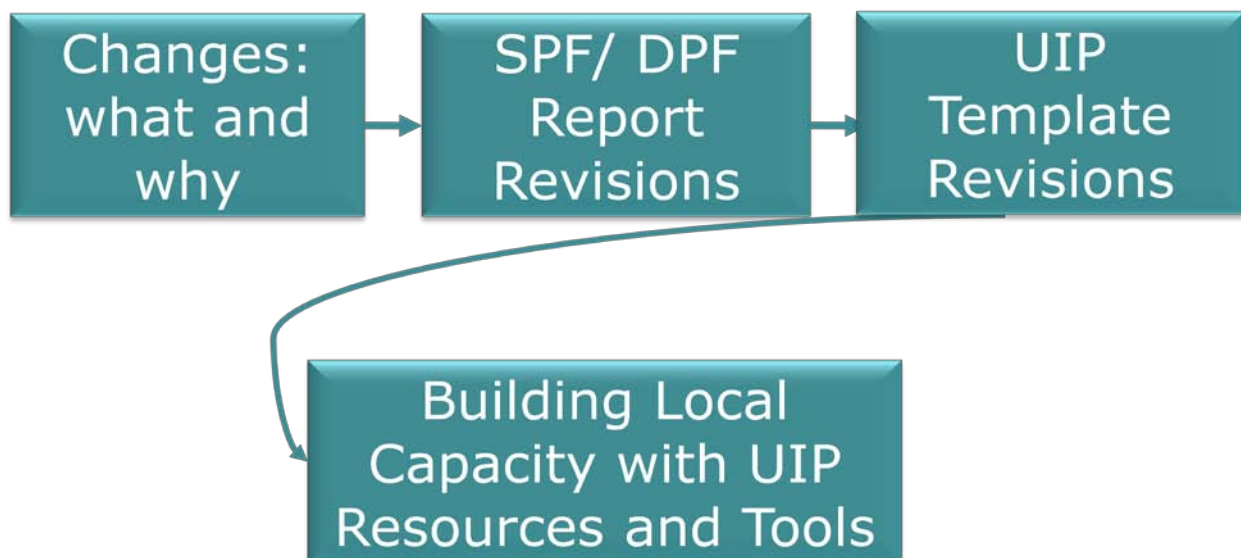 Changes:
what and
why
SPF/ DPF
Report
Revisions
UIP
Template
Revisions
Building Local
Capacity with UIP
Resources and Tools